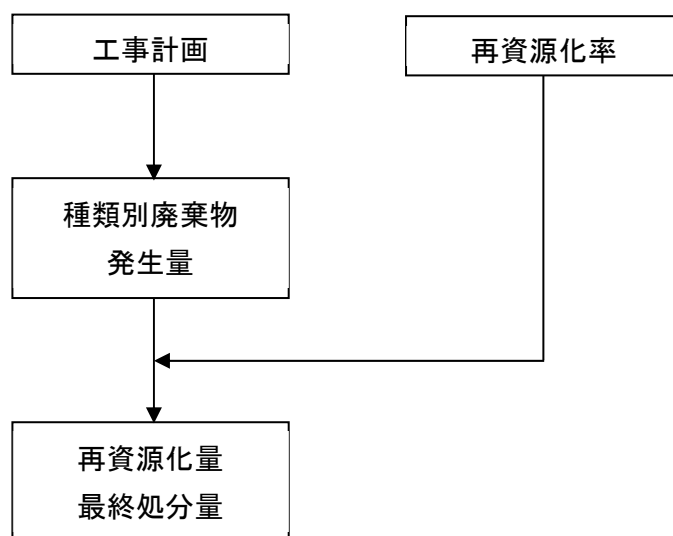 工事計画
再資源化率
種類別廃棄物
発生量
再資源化量
最終処分量